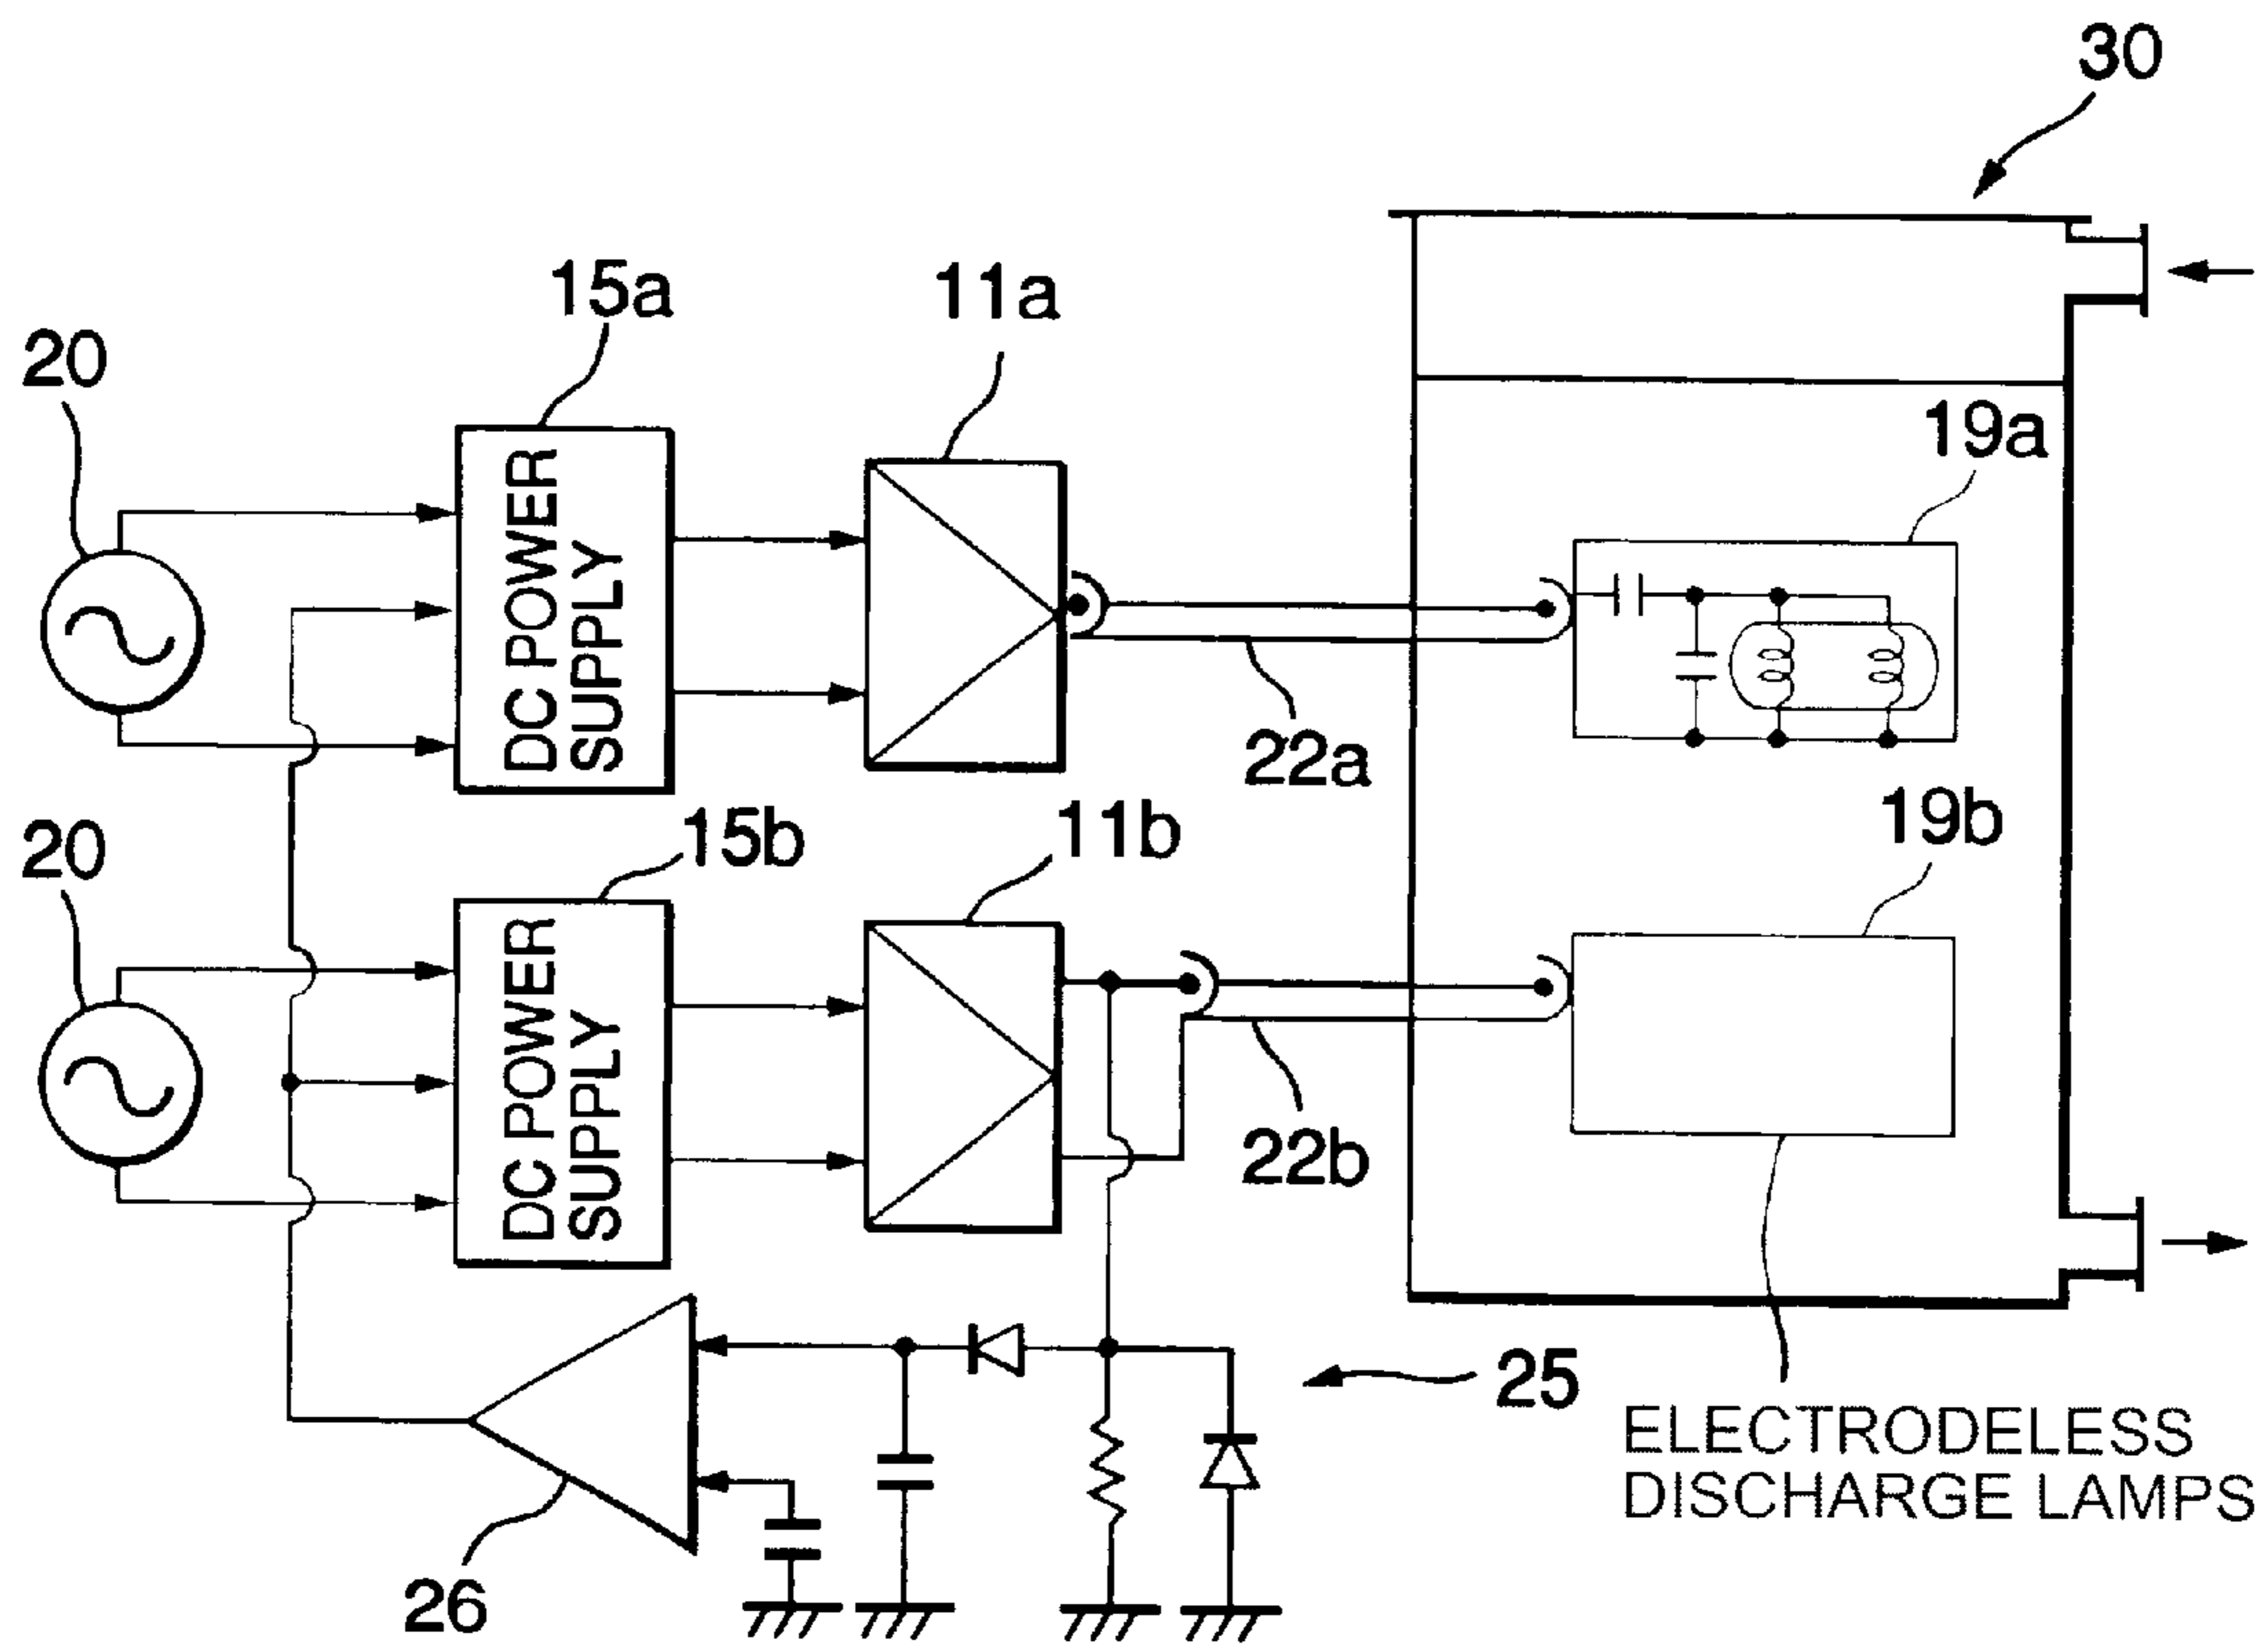 30
15a
11a
20
19a
DC POWER
SUPPLY
22a
15b
11b
19b
20
DC POWER
SUPPLY
22b
25
ELECTRODELESS
DISCHARGE LAMPS
26